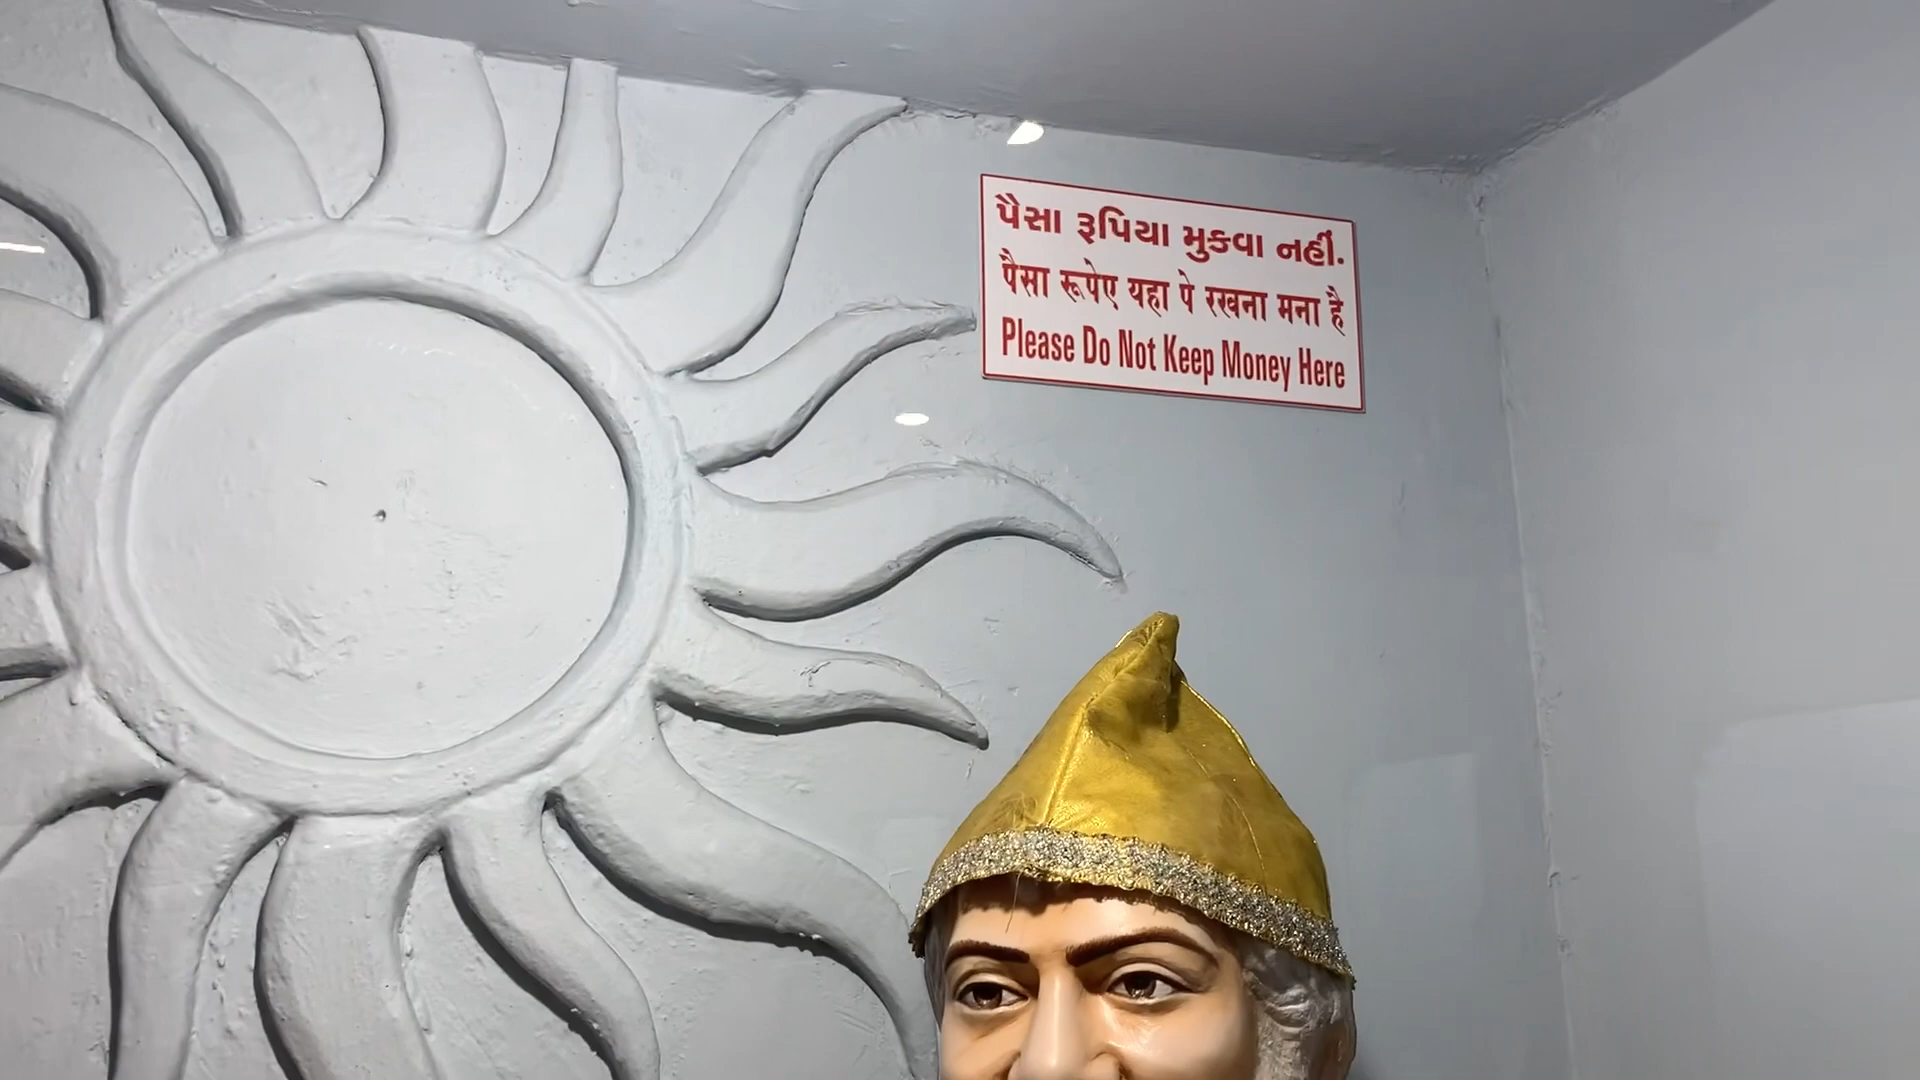 પૈસા રૂપિયા મુકવા નહીં.
पैसा रूपेए यहा पे रखना मना है
Please Do Not Keep Money Here